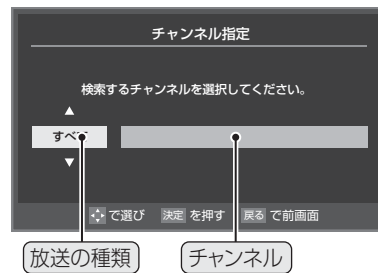 チャンネル指定
検索するチャンネルを選択してください。
▲
すべて
▼
で選び 決定 を押す 戻る で前画面
放送の種類 チャンネル